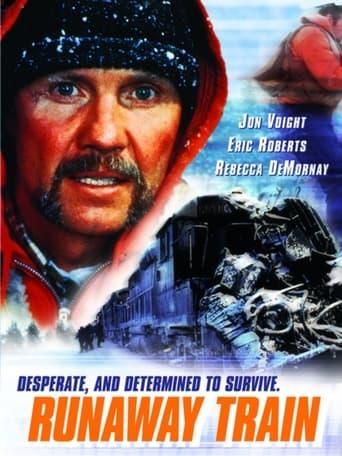 JON VOIGHT
ERIC ROBERTS
REBECCA DEMORNAY
DESPERATE, AND DETERMINED TO SURVIVE.
RUNAWAY TRAIN